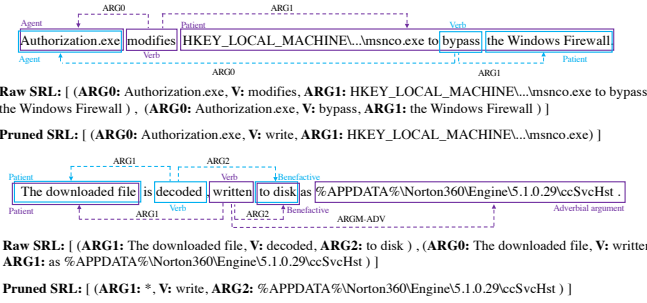 ARG0 ARG1
Agent Patient Verb
Authorization.exe modifies HKEY_LOCAL_MACHINE\...\msnco.exe to bypass the Windows Firewall
Agent Verb Patient
ARG0 ARG1
Raw SRL: [ (ARG0: Authorization.exe, V: modifies, ARG1: HKEY_LOCAL_MACHINE\...\msnco.exe to bypass
the Windows Firewall ) , (ARG0: Authorization.exe, V: bypass, ARG1: the Windows Firewall ) ]
Pruned SRL: [ (ARG0: Authorization.exe, V: write, ARG1: HKEY_LOCAL_MACHINE\...\msnco.exe) ]
ARG1 ARG2
Patient Verb Benefactive
The downloaded file is decoded , written to disk as %APPDATA%\Norton360\Engine\5.1.0.29\ccSvcHst .
Patient Verb Benefactive Adverbial argument
ARG1 ARG2 ARGM-ADV
Raw SRL: [ (ARG1: The downloaded file, V: decoded, ARG2: to disk ) , (ARG0: The downloaded file, V: written
ARG1: as %APPDATA%\Norton360\Engine\5.1.0.29\ccSvcHst ) ]
Pruned SRL: [ (ARG1: *, V: write, ARG2: %APPDATA%\Norton360\Engine\5.1.0.29\ccSvcHst ) ]